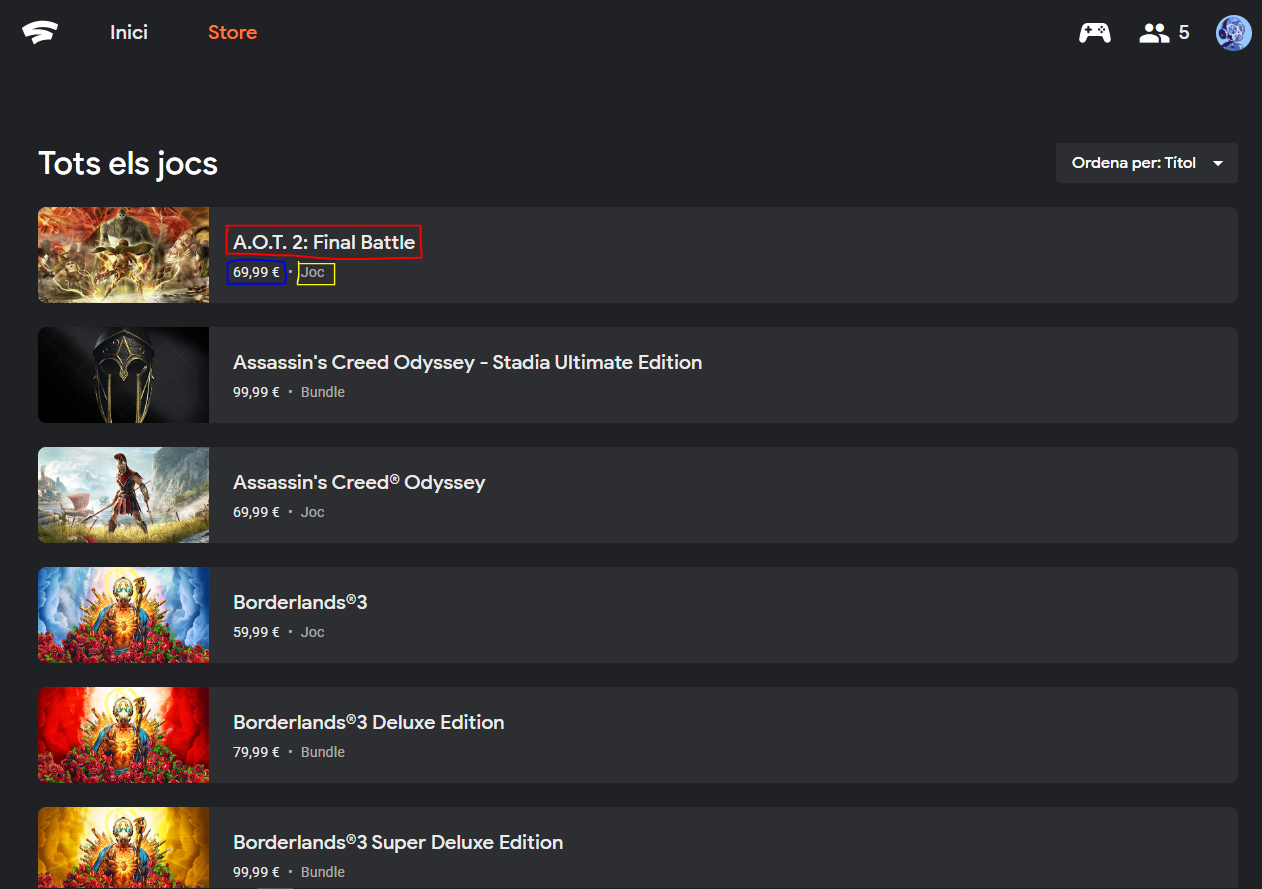 Inici Store 5
Tots els jocs
Ordena per: Títol
A.O.T. 2: Final Battle
69,99 € • Joc
Assassin's Creed Odyssey - Stadia Ultimate Edition
99,99 € • Bundle
Assassin's Creed® Odyssey
69,99 € • Joc
Borderlands®3
59,99 € • Joc
Borderlands®3 Deluxe Edition
79,99 € • Bundle
Borderlands®3 Super Deluxe Edition
99,99 € • Bundle